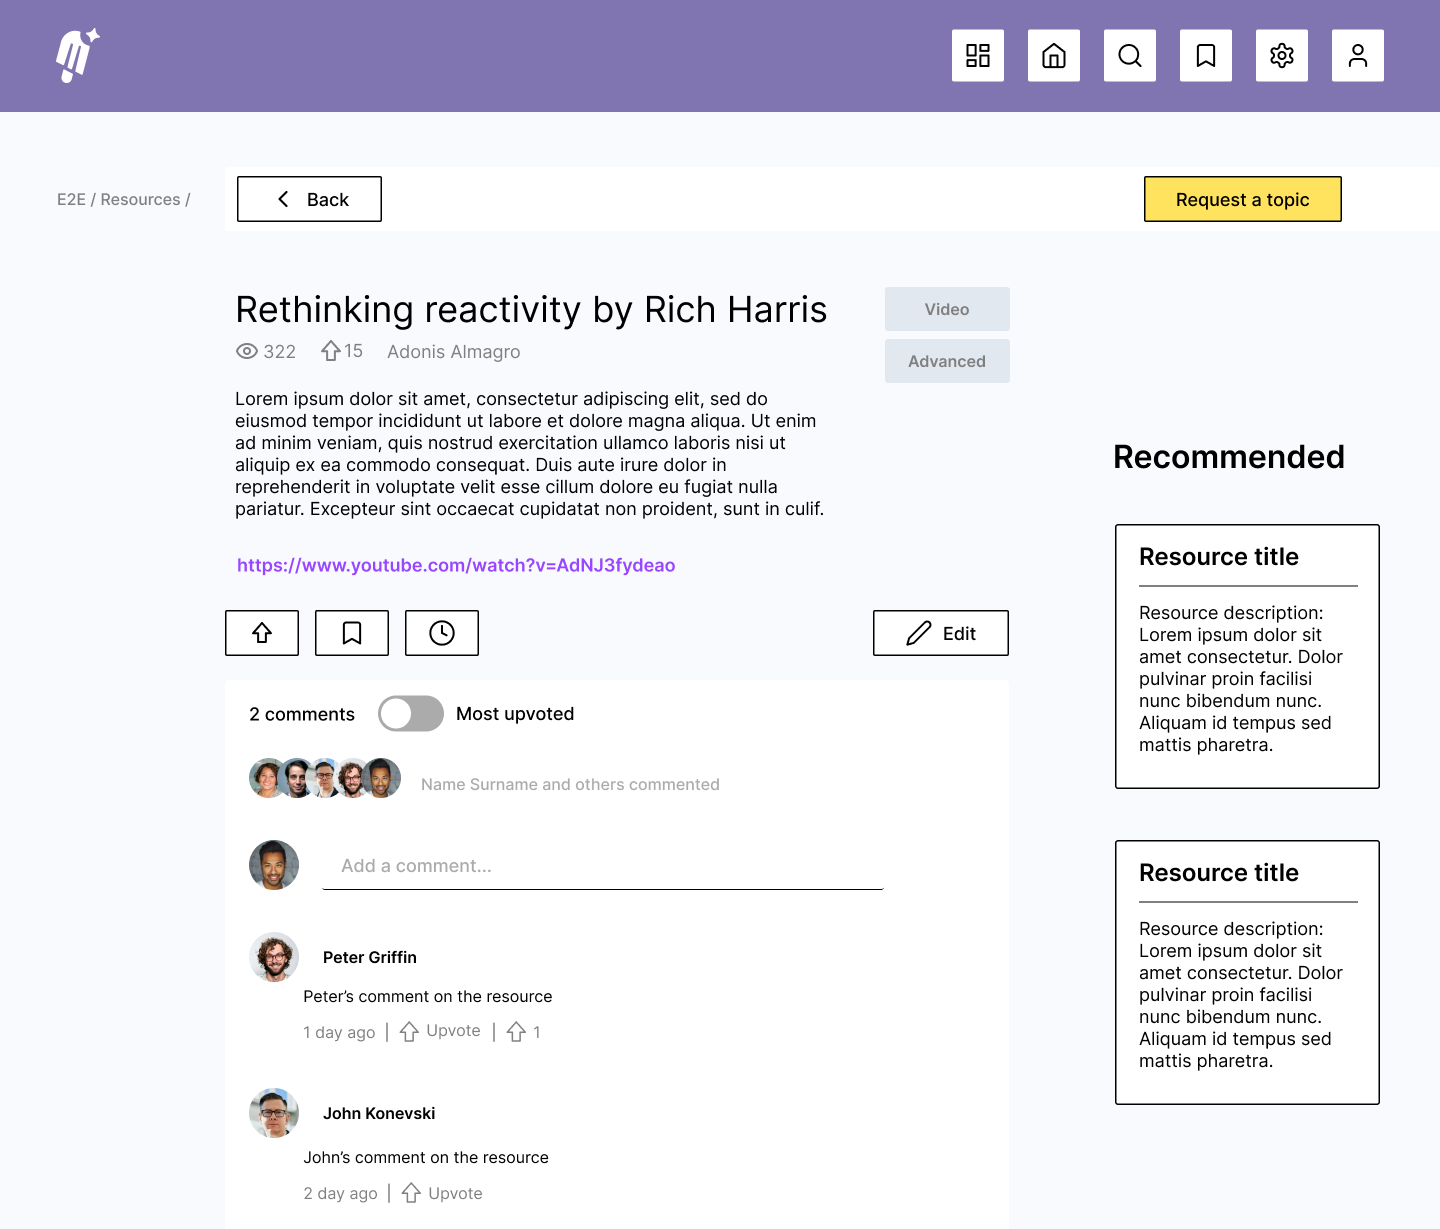 E2E / Resources /
Back
Request a topic
Rethinking reactivity by Rich Harris
322
15
Adonis Almagro
Video
Advanced
Lorem ipsum dolor sit amet, consectetur adipiscing elit, sed do
eiusmod tempor incididunt ut labore et dolore magna aliqua. Ut enim
ad minim veniam, quis nostrud exercitation ullamco laboris nisi ut
aliquip ex ea commodo consequat. Duis aute irure dolor in
reprehenderit in voluptate velit esse cillum dolore eu fugiat nulla
pariatur. Excepteur sint occaecat cupidatat non proident, sunt in culif.
https://www.youtube.com/watch?v=AdNJ3fydeao
Edit
2 comments
Most upvoted
Name Surname and others commented
Add a comment...
Peter Griffin
Peter’s comment on the resource
1 day ago | Upvote | 1
John Konevski
John’s comment on the resource
2 day ago | Upvote
Recommended
Resource title
Resource description:
Lorem ipsum dolor sit
amet consectetur. Dolor
pulvinar proin facilisi
nunc bibendum nunc.
Aliquam id tempus sed
mattis pharetra.
Resource title
Resource description:
Lorem ipsum dolor sit
amet consectetur. Dolor
pulvinar proin facilisi
nunc bibendum nunc.
Aliquam id tempus sed
mattis pharetra.